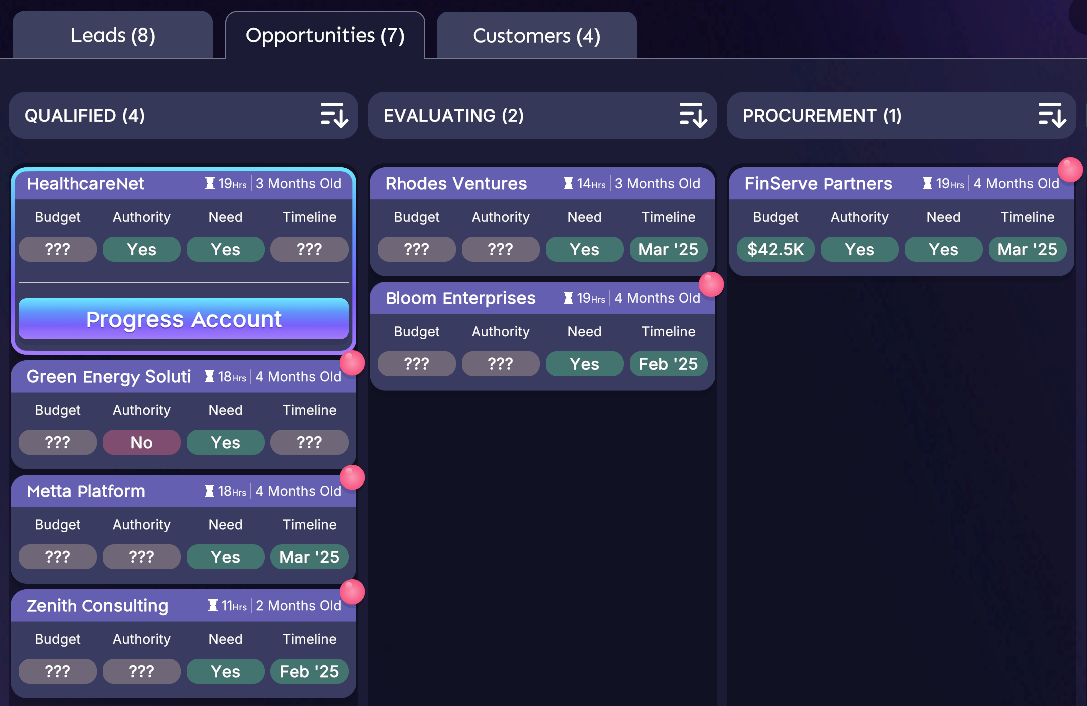 Leads (8)
Opportunities (7)
Customers (4)
QUALIFIED (4)
HealthcareNet 19Hrs 3 Months Old
Budget Authority Need Timeline
??? Yes Yes ???
Progress Account
Green Energy Soluti 18Hrs 4 Months Old
Budget Authority Need Timeline
??? No Yes ???
Metta Platform 18Hrs 4 Months Old
Budget Authority Need Timeline
??? ??? Yes Mar '25
Zenith Consulting 11Hrs 2 Months Old
Budget Authority Need Timeline
??? ??? Yes Feb '25
EVALUATING (2)
Rhodes Ventures 14Hrs 3 Months Old
Budget Authority Need Timeline
??? ??? Yes Mar '25
Bloom Enterprises 19Hrs 4 Months Old
Budget Authority Need Timeline
??? ??? Yes Feb '25
PROCUREMENT (1)
FinServe Partners 19Hrs 4 Months Old
Budget Authority Need Timeline
$42.5K Yes Yes Mar '25